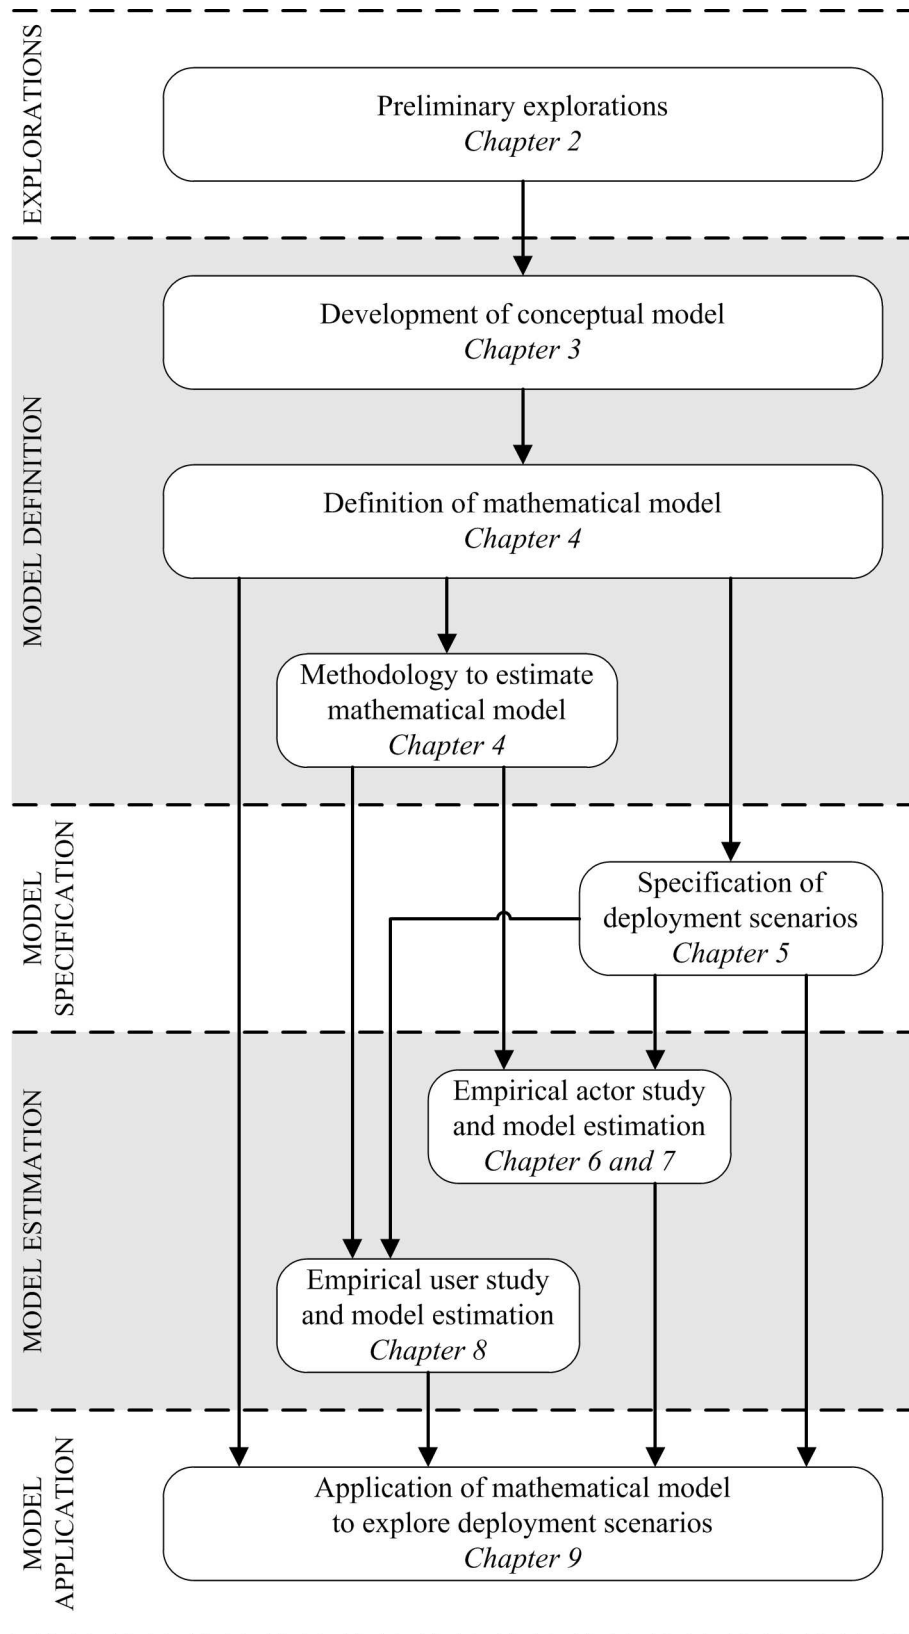 EXPLORATIONS
Preliminary explorations
Chapter 2
MODEL DEFINITION
Development of conceptual model
Chapter 3
Definition of mathematical model
Chapter 4
Methodology to estimate
mathematical model
Chapter 4
MODEL
SPECIFICATION
Specification of
deployment scenarios
Chapter 5
MODEL ESTIMATION
Empirical actor study
and model estimation
Chapter 6 and 7
Empirical user study
and model estimation
Chapter 8
MODEL
APPLICATION
Application of mathematical model
to explore deployment scenarios
Chapter 9